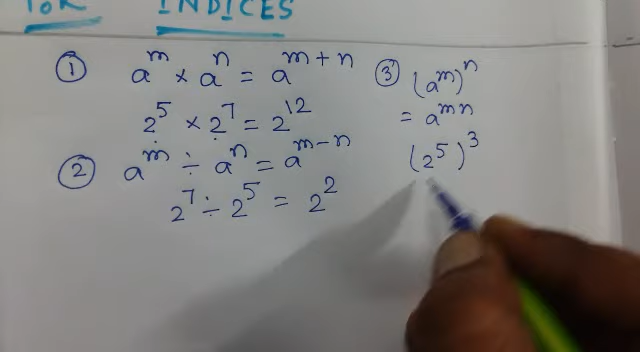 FOR INDICES
① a^m × a^n = a^(m+n)
2^5 × 2^7 = 2^12
② a^m ÷ a^n = a^(m-n)
2^7 ÷ 2^5 = 2^2
③ (a^m)^n
= a^(mn)
(2^5)^3